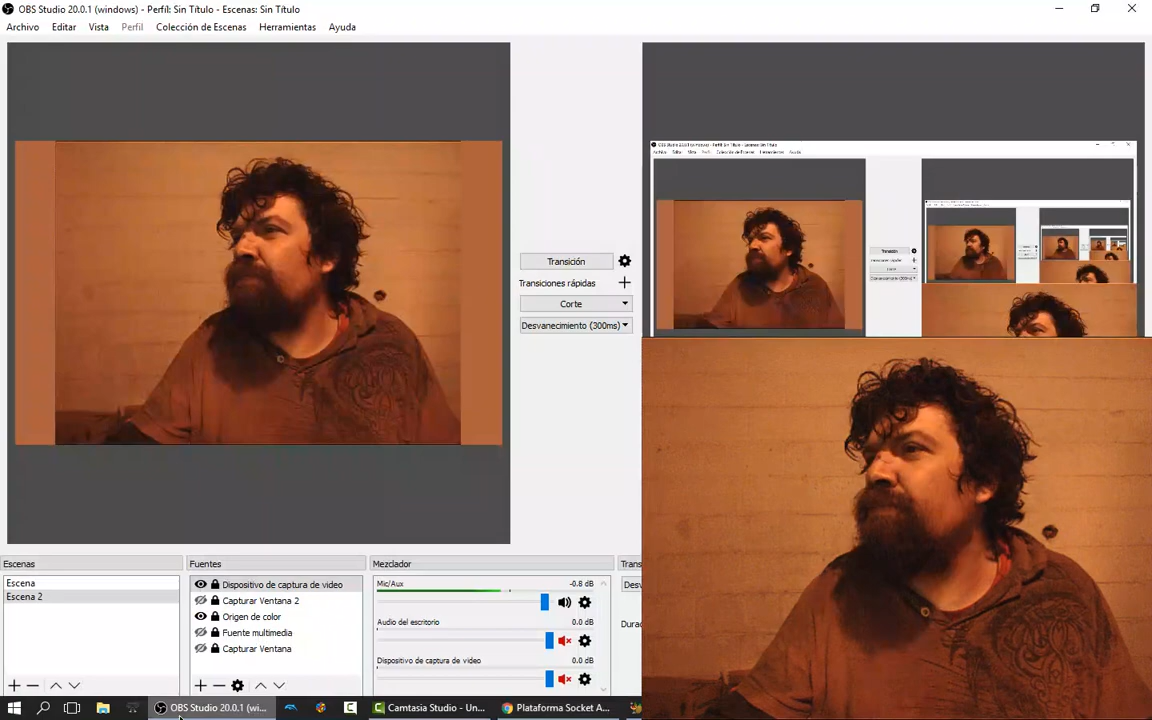 OBS Studio 20.0.1 (windows) - Perfil: Sin Título - Escenas: Sin Título
Archivo Editar Vista Perfil Colección de Escenas Herramientas Ayuda
Transición
Transiciones rápidas
Corte
Desvanecimiento (300ms)
Escenas
Escena
Escena 2
Fuentes
Dispositivo de captura de video
Capturar Ventana 2
Origen de color
Fuente multimedia
Capturar Ventana
Mezclador
Mic/Aux -0.8 dB
Audio del escritorio 0.0 dB
Dispositivo de captura de video 0.0 dB
Trans
Desv
Durac
OBS Studio 20.0.1 (wi... Camtasia Studio - Un... Plataforma Socket A...